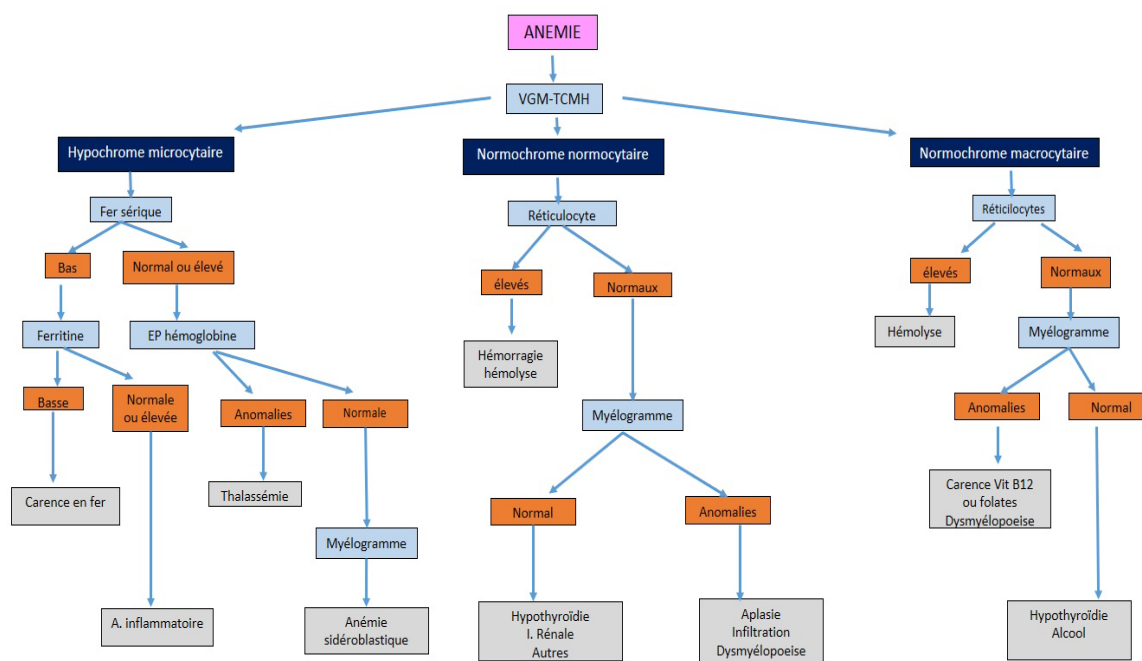 ANEMIE
VGM-TCMH
Hypochrome microcytaire
Normochrome normocytaire
Normochrome macrocytaire
Fer sérique
Réticulocyte
Réticilocytes
Bas
Normal ou élevé
élevés
Normaux
élevés
Normaux
Ferritine
EP hémoglobine
Hémorragie
hémolyse
Hémolyse
Myélogramme
Basse
Normale
ou élevée
Anomalies
Normale
Myélogramme
Anomalies
Normal
Carence en fer
Thalassémie
Carence Vit B12
ou folates
Dysmyélopoeise
Normal
Anomalies
Myélogramme
A. inflammatoire
Anémie
sidéroblastique
Hypothyroïdie
I. Rénale
Autres
Aplasie
Infiltration
Dysmyélopoeise
Hypothyroïdie
Alcool